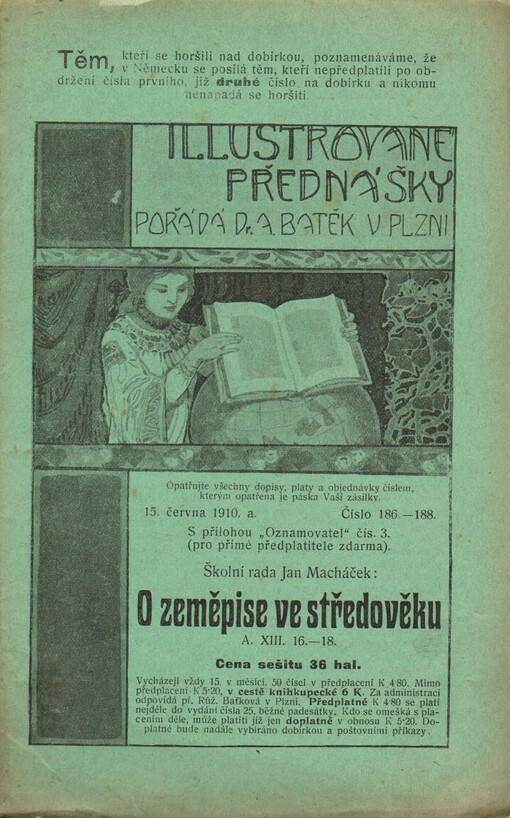 Těm, kteří se horšili nad dobírkou, poznamenáváme, že
v Německu se posílá těm, kteří nepředplatili po ob-
držení čísla prvního, již druhé číslo na dobírku a nikomu
nenapadá se horšiti.
ILLUSTROVANÉ
PŘEDNÁŠKY
POŘÁDÁ Dr. A. BATĚK V PLZNI
Opatřujte všechny dopisy, platy a objednávky číslem,
kterým opatřena je páska Vaší zásilky.
15. června 1910. a. Číslo 186.—188.
S přílohou „Oznamovatel“ čís. 3.
(pro přímé předplatitele zdarma).
Školní rada Jan Macháček:
O zeměpise ve středověku
A. XIII. 16.—18.
Cena sešitu 36 hal.
Vycházejí vždy 15. v měsíci. 50 čísel v předplacení K 4·80. Mimo
předplacení K 5·20, v cestě knihkupecké 6 K. Za administraci
odpovídá pí. Růž. Baťková v Plzni. Předplatné K 4·80 se platí
nejdéle do vydání čísla 25. běžné padesátky. Kdo se omešká s pla-
cením déle, může platiti již jen doplatně v obnosu K 5·20. Do-
platné bude nadále vybíráno dobírkou a poštovními příkazy.